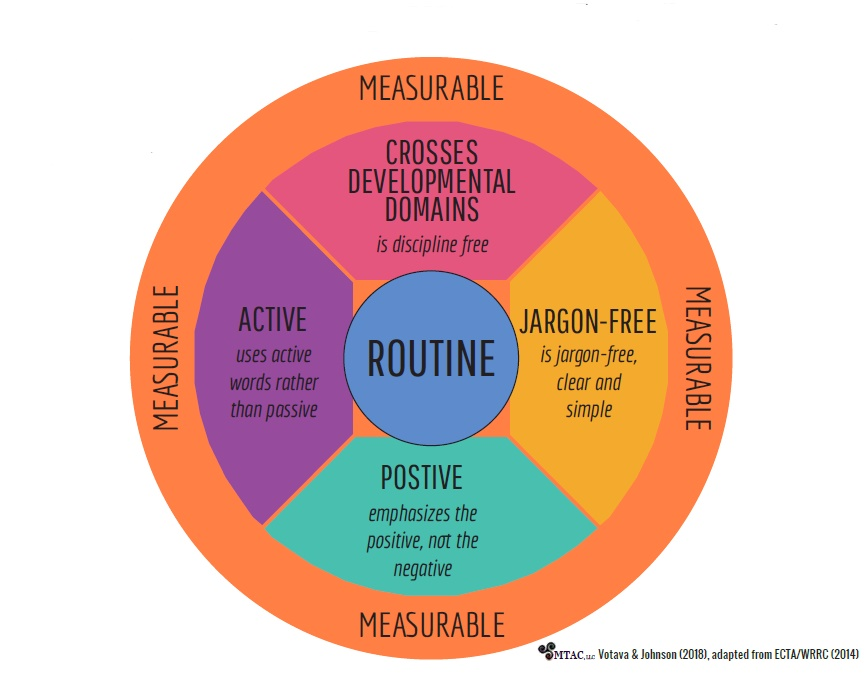 MEASURABLE
CROSSES
DEVELOPMENTAL
DOMAINS
is discipline free
MEASURABLE
ACTIVE
uses active
words rather
than passive
ROUTINE
JARGON-FREE
is jargon-free,
clear and
simple
MEASURABLE
POSTIVE
emphasizes the
positive, not the
negative
MEASURABLE
MTAC, LLC Votava & Johnson (2018), adapted from ECTA/WRRC (2014)